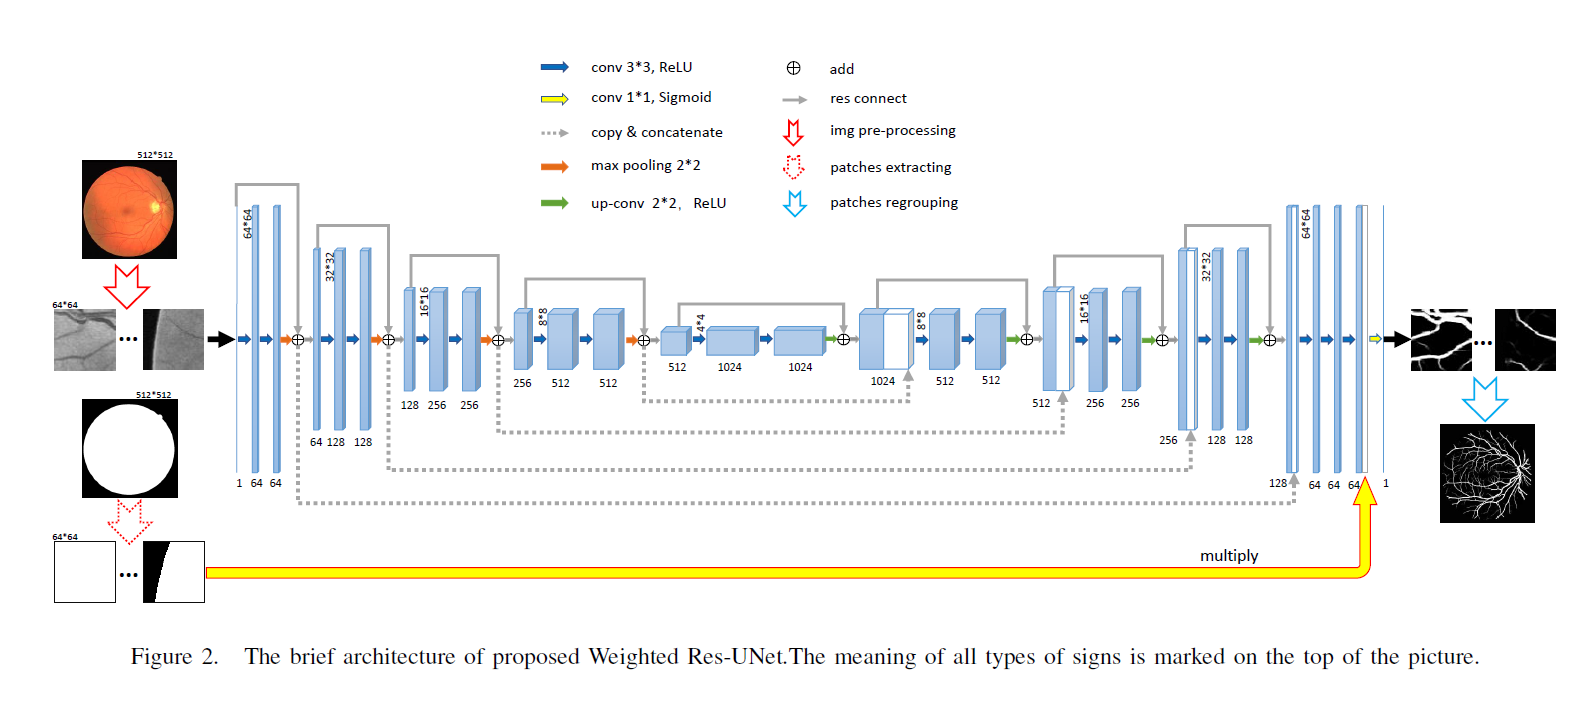 conv 3*3, ReLU
conv 1*1, Sigmoid
copy & concatenate
max pooling 2*2
up-conv 2*2, ReLU
add
res connect
img pre-processing
patches extracting
patches regrouping
512*512
64*64
512*512
64*64
64*64
1 64 64
32*32
64 128 128
16*16
128 256 256
8*8
256 512 512
4*4
512 1024 1024
8*8
1024 512 512
16*16
512 256 256
32*32
256 128 128
64*64
128 64 64 64 1
multiply
Figure 2. The brief architecture of proposed Weighted Res-UNet.The meaning of all types of signs is marked on the top of the picture.